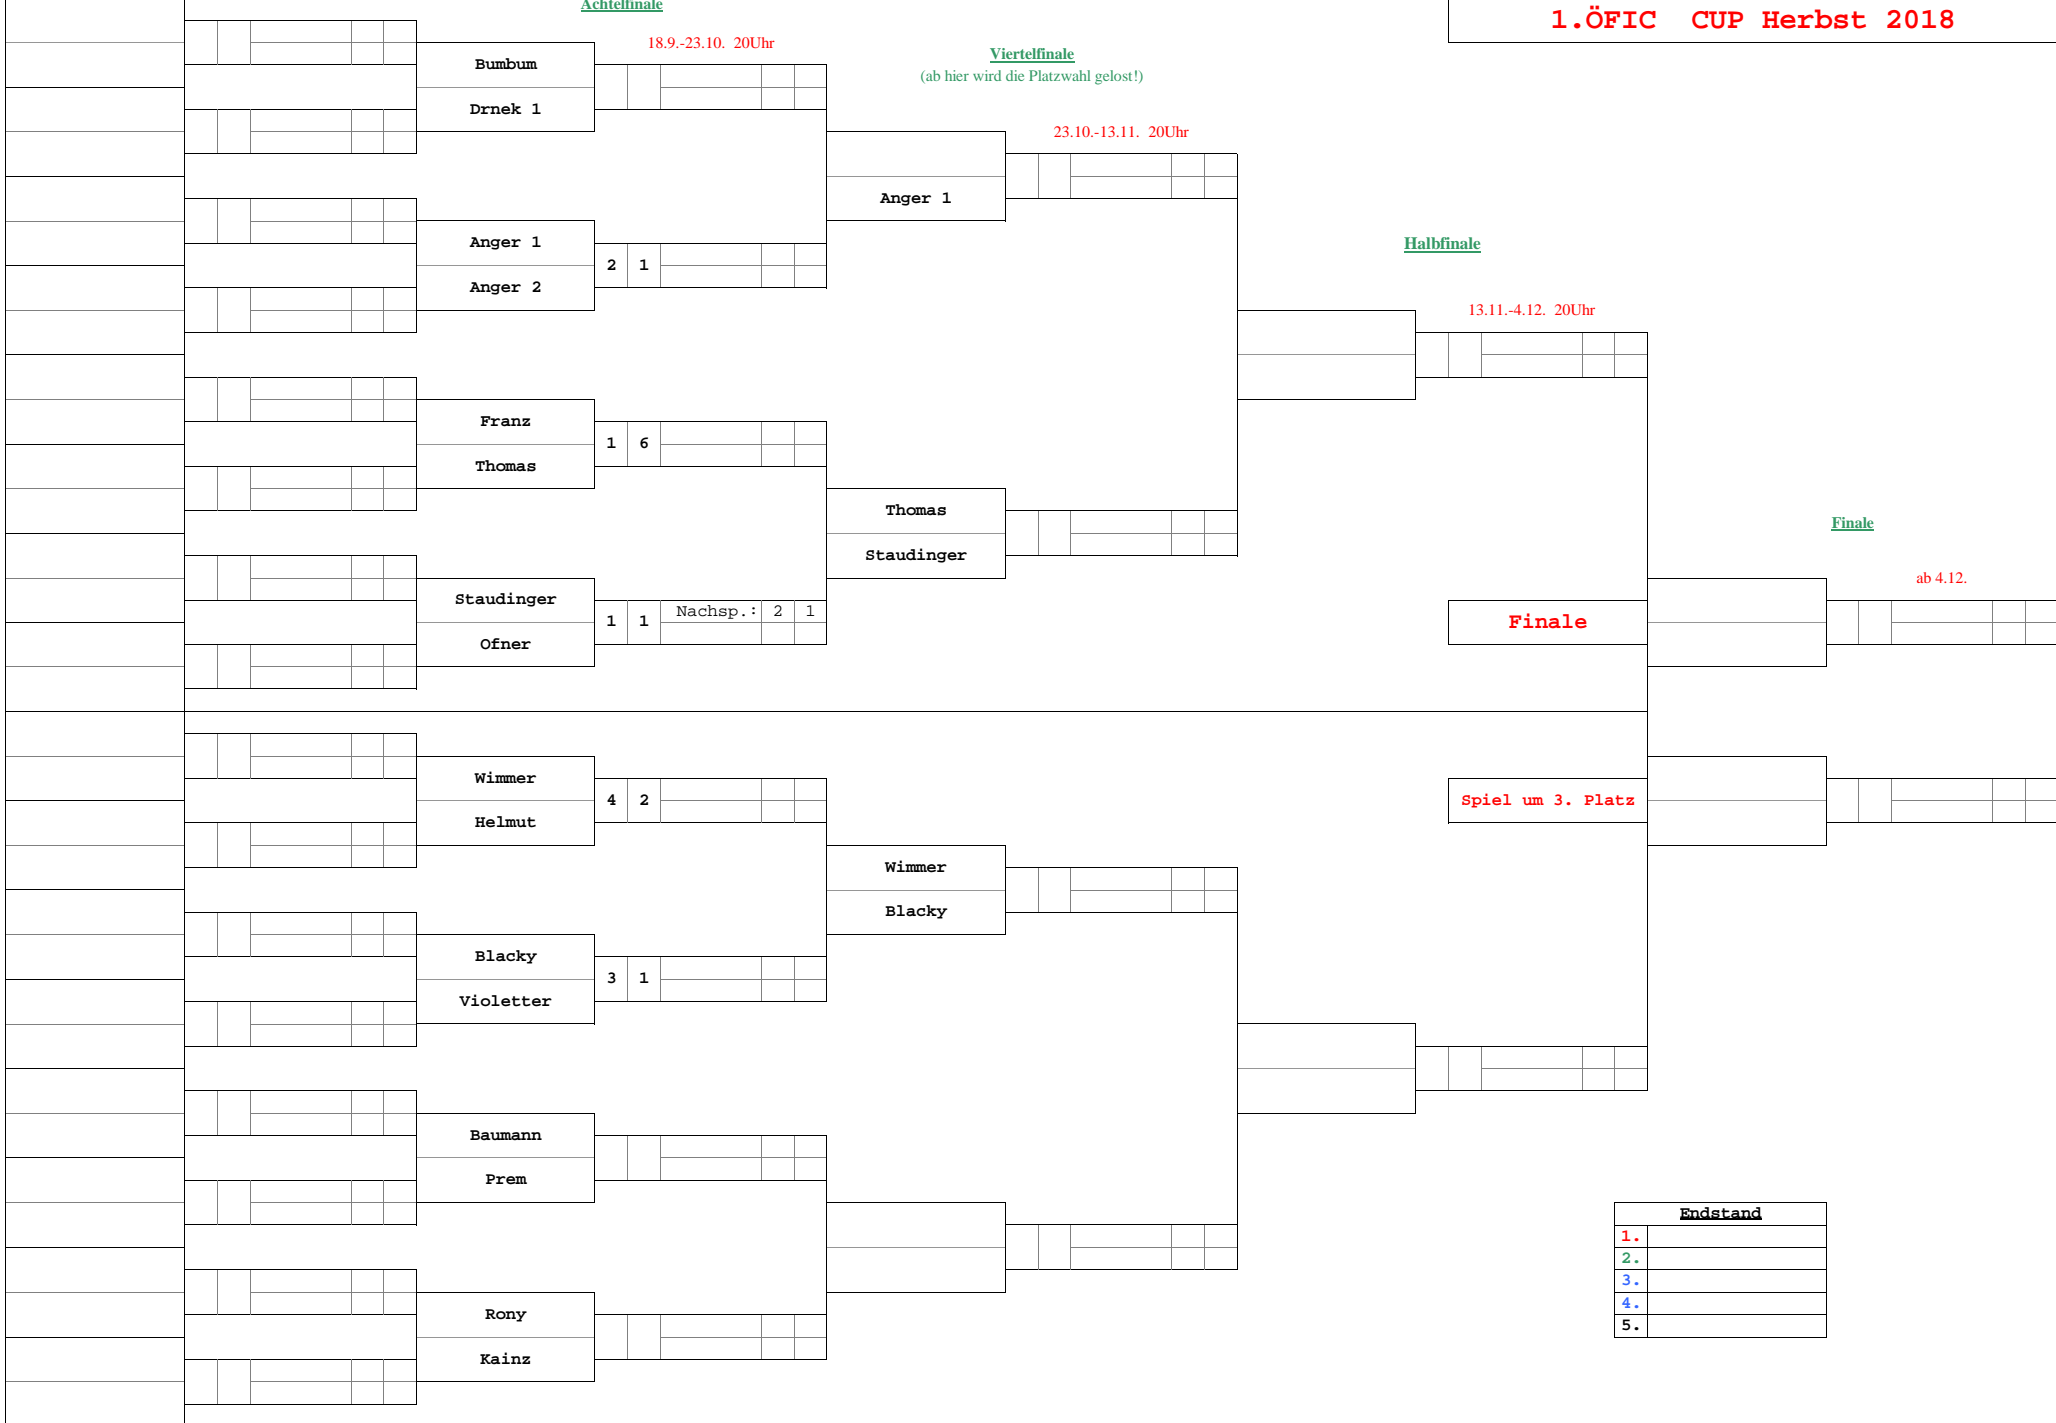 Achtelfinale
1.ÖFIC CUP Herbst 2018
18.9.-23.10. 20Uhr
Viertelfinale
(ab hier wird die Platzwahl gelost!)
Bumbum
Drnek 1
23.10.-13.11. 20Uhr
Anger 1
Halbfinale
Anger 1
2 1
Anger 2
13.11.-4.12. 20Uhr
Franz
1 6
Thomas
Thomas
Staudinger
Finale
ab 4.12.
Staudinger
1 1 Nachsp.: 2 1
Ofner
Finale
Wimmer
4 2
Helmut
Spiel um 3. Platz
Wimmer
Blacky
Blacky
3 1
Violetter
Baumann
Prem
Endstand
1.
2.
3.
4.
5.
Rony
Kainz